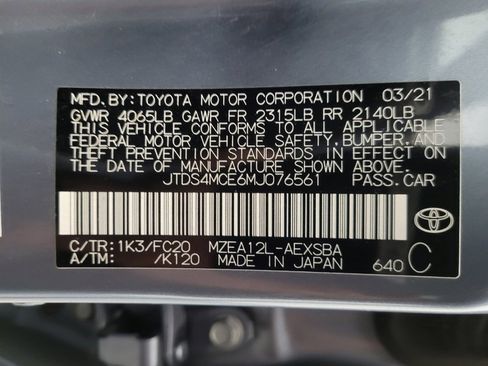 MFD. BY: TOYOTA MOTOR CORPORATION 03/21
GVWR 4065LB GAWR FR 2315LB RR 2140LB
THIS VEHICLE CONFORMS TO ALL APPLICABLE
FEDERAL MOTOR VEHICLE SAFETY, BUMPER, AND
THEFT PREVENTION STANDARDS IN EFFECT ON
THE DATE OF MANUFACTURE SHOWN ABOVE.
JTDS4MCE6MJ076561 PASS.CAR
C/TR: 1K3/FC20 MZEA12L-AEXSBA
A/TM: /K120 MADE IN JAPAN 640 C
TOYOTA